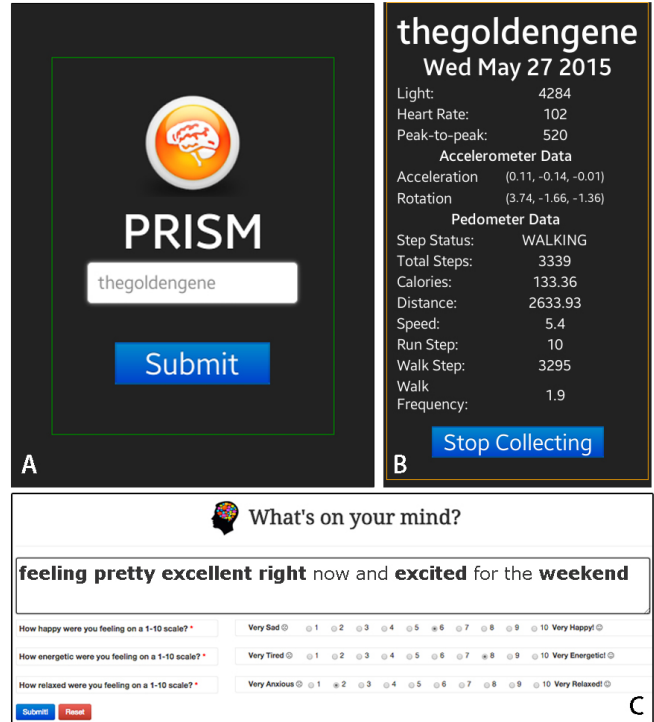 PRISM
thegoldengene
Submit
A
thegoldengene
Wed May 27 2015
Light: 4284
Heart Rate: 102
Peak-to-peak: 520
Accelerometer Data
Acceleration (0.11, -0.14, -0.01)
Rotation (3.74, -1.66, -1.36)
Pedometer Data
Step Status: WALKING
Total Steps: 3339
Calories: 133.36
Distance: 2633.93
Speed: 5.4
Run Step: 10
Walk Step: 3295
Walk
Frequency: 1.9
Stop Collecting
B
What's on your mind?
feeling pretty excellent right now and excited for the weekend
How happy were you feeling on a 1-10 scale? * Very Sad 1 2 3 4 5 6 7 8 9 10 Very Happy!
How energetic were you feeling on a 1-10 scale? * Very Tired 1 2 3 4 5 6 7 8 9 10 Very Energetic!
How relaxed were you feeling on a 1-10 scale? * Very Anxious 1 2 3 4 5 6 7 8 9 10 Very Relaxed!
Submit! Reset
C